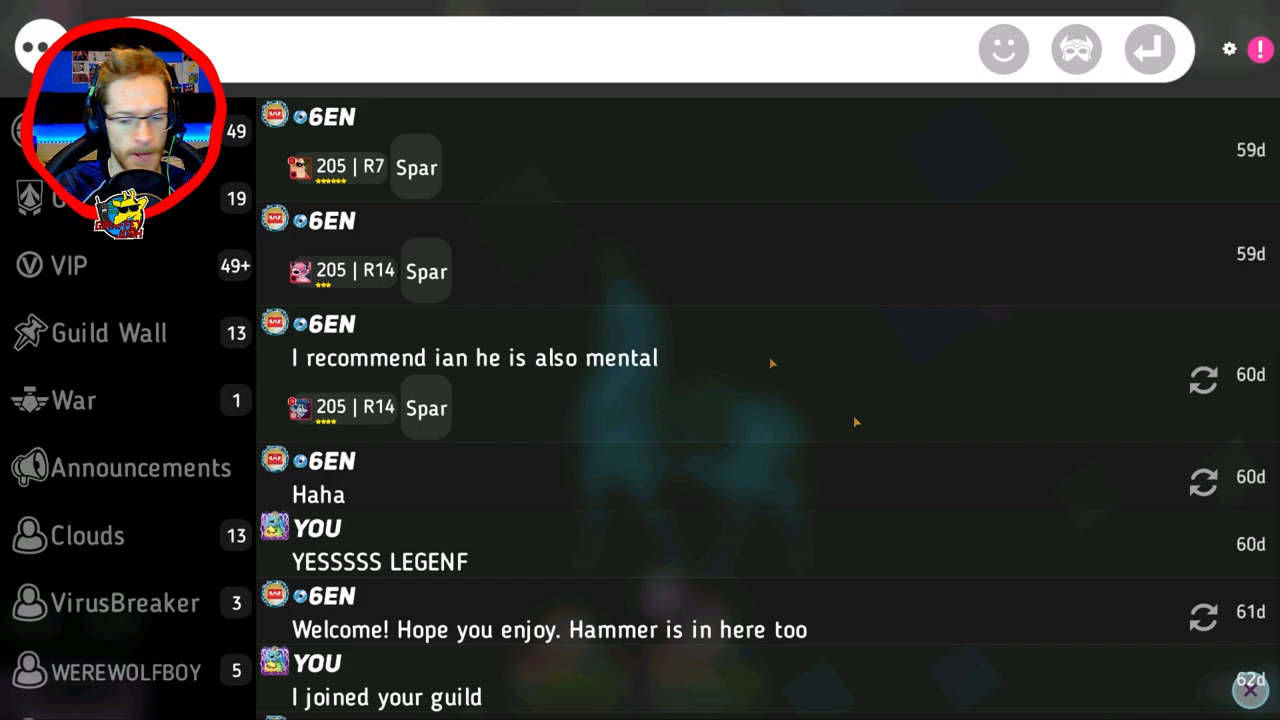 6EN
49
59d
205 | R7 Spar
19
6EN
VIP 49+
59d
205 | R14 Spar
6EN
Guild Wall 13
I recommend ian he is also mental
60d
War 1
205 | R14 Spar
6EN
Announcements
60d
Haha
YOU
Clouds 13
60d
YESSSSS LEGENF
6EN
VirusBreaker 3
61d
Welcome! Hope you enjoy. Hammer is in here too
YOU
WEREWOLFBOY 5
62d
I joined your guild